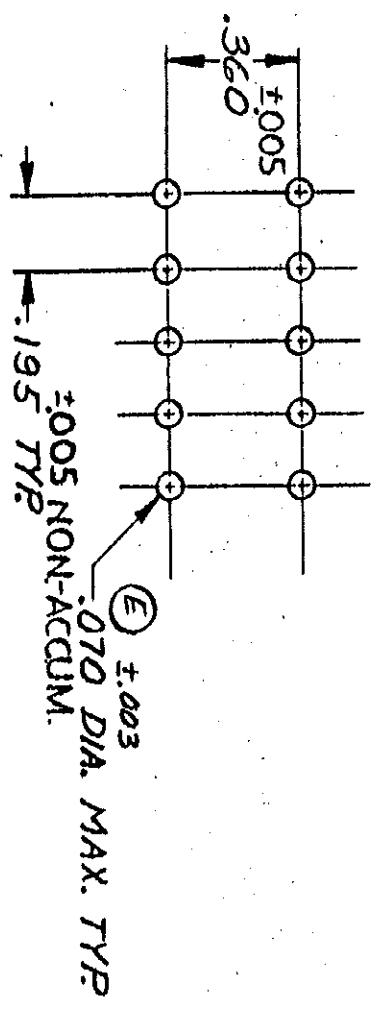 ±.005
.360
±.005 NON-ACCUM.
.195 TYP.
E ±.003
.070 DIA. MAX. TYP.